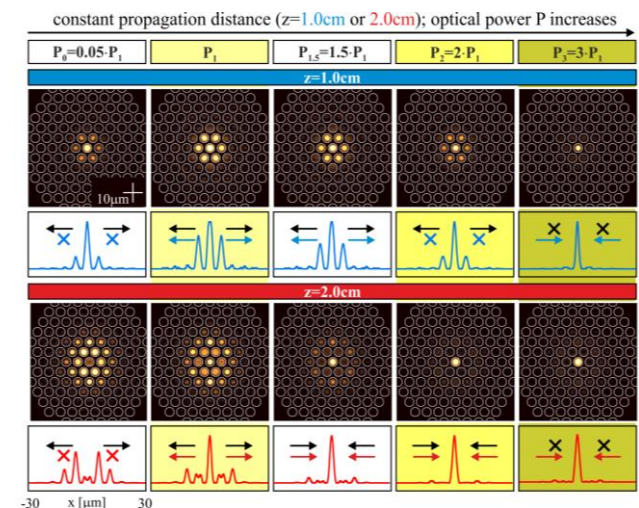 constant propagation distance (z=1.0cm or 2.0cm); optical power P increases
P₀=0.05·P₁ P₁ P₁.₅=1.5·P₁ P₂=2·P₁ P₃=3·P₁
z=1.0cm
10μm
z=2.0cm
-30 x [μm] 30